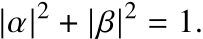 |α|² + |β|² = 1.